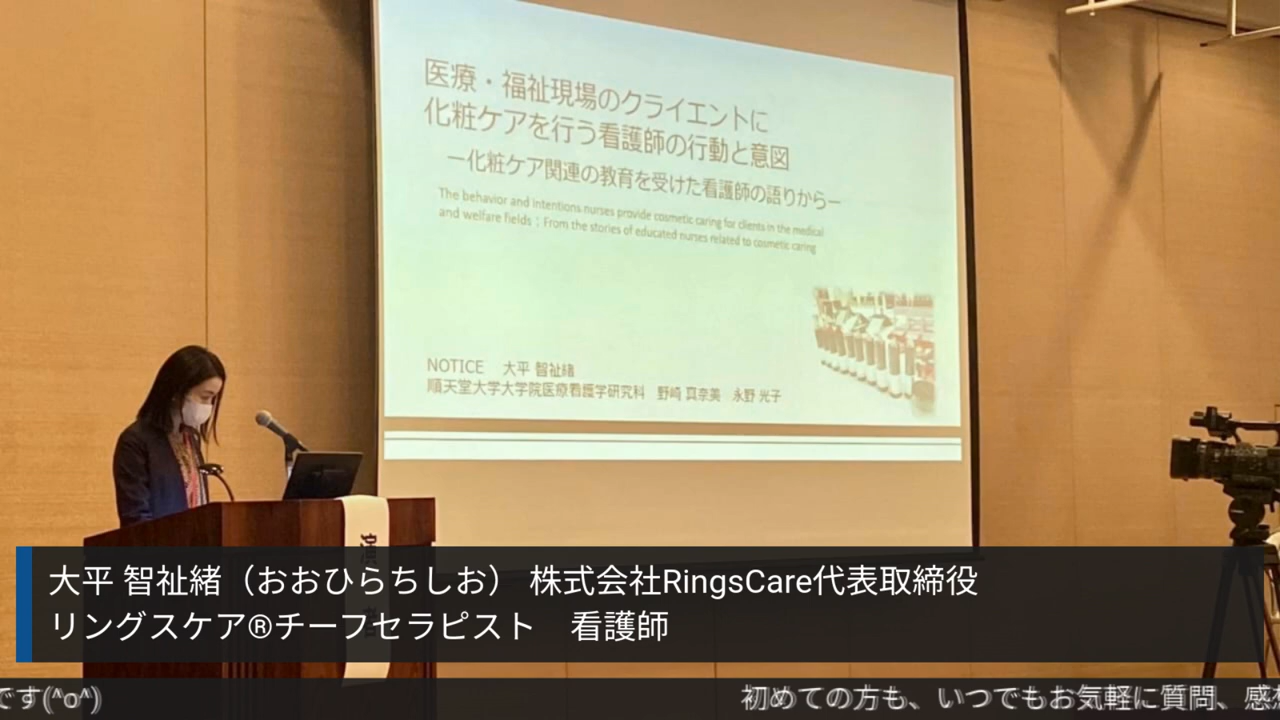 医療・福祉現場のクライエントに
化粧ケアを行う看護師の行動と意図
ー化粧ケア関連の教育を受けた看護師の語りからー
The behavior and intentions nurses provide cosmetic caring for clients in the medical
and welfare fields：From the stories of educated nurses related to cosmetic caring
NOTICE 大平 智祉緒
順天堂大学大学院医療看護学研究科 野崎 真奈美 永野 光子
大平 智祉緒（おおひらちしお） 株式会社RingsCare代表取締役
リングスケア®チーフセラピスト 看護師
です(^o^) 初めての方も、いつでもお気軽に質問、感